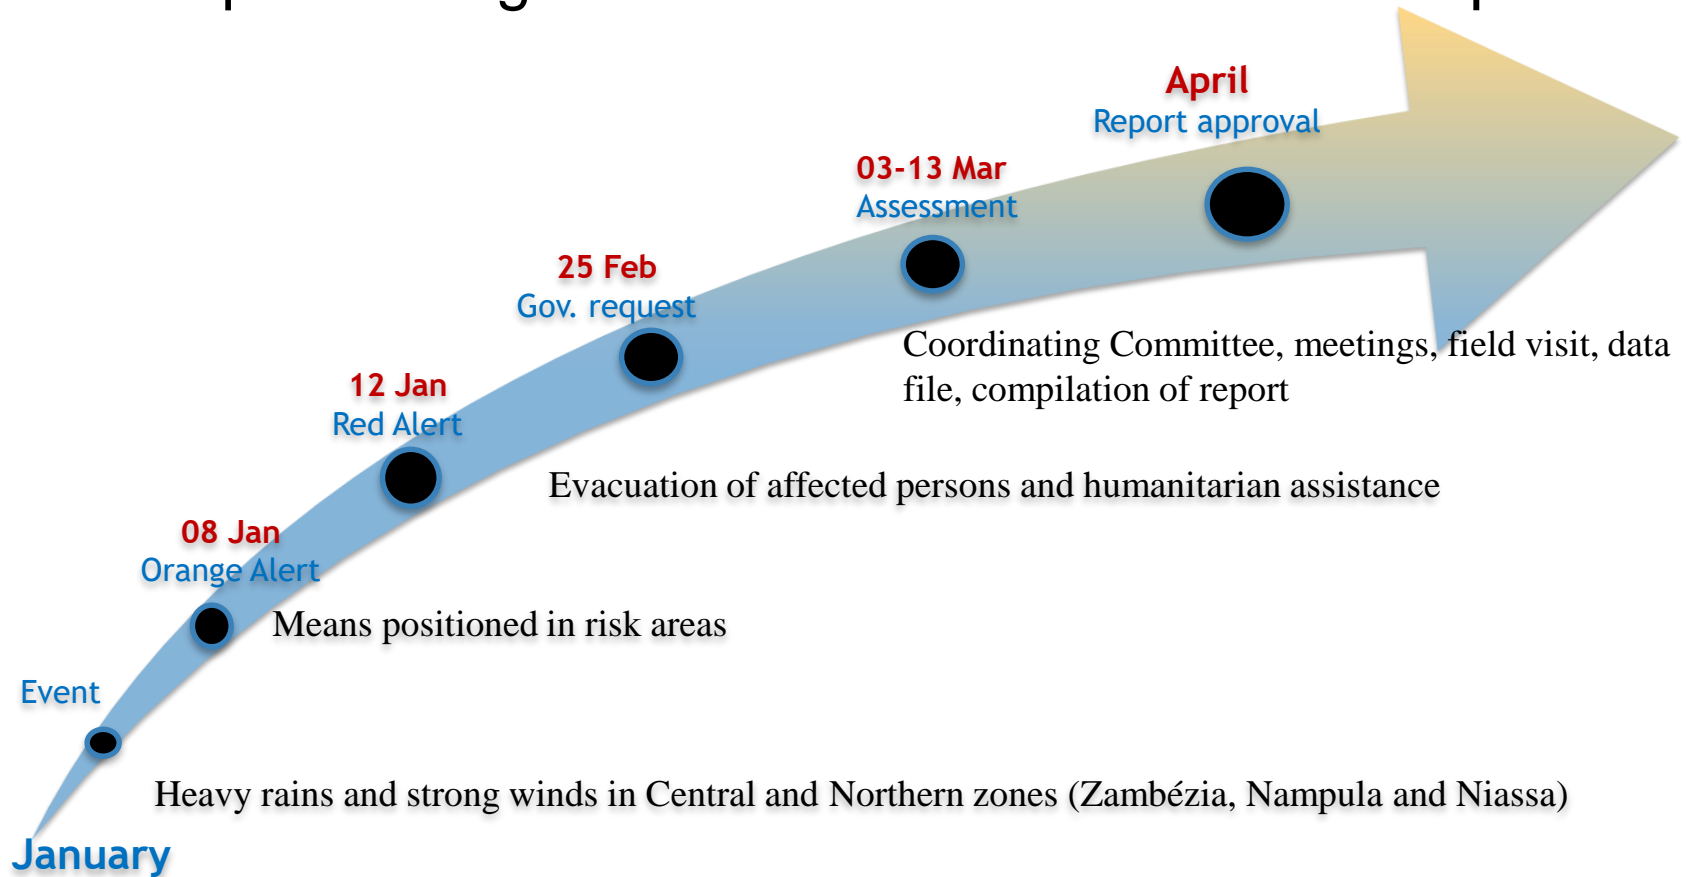 April
Report approval
03-13 Mar
Assessment
25 Feb
Gov. request
Coordinating Committee, meetings, field visit, data
file, compilation of report
12 Jan
Red Alert
Evacuation of affected persons and humanitarian assistance
08 Jan
Orange Alert
Means positioned in risk areas
Event
Heavy rains and strong winds in Central and Northern zones (Zambézia, Nampula and Niassa)
January